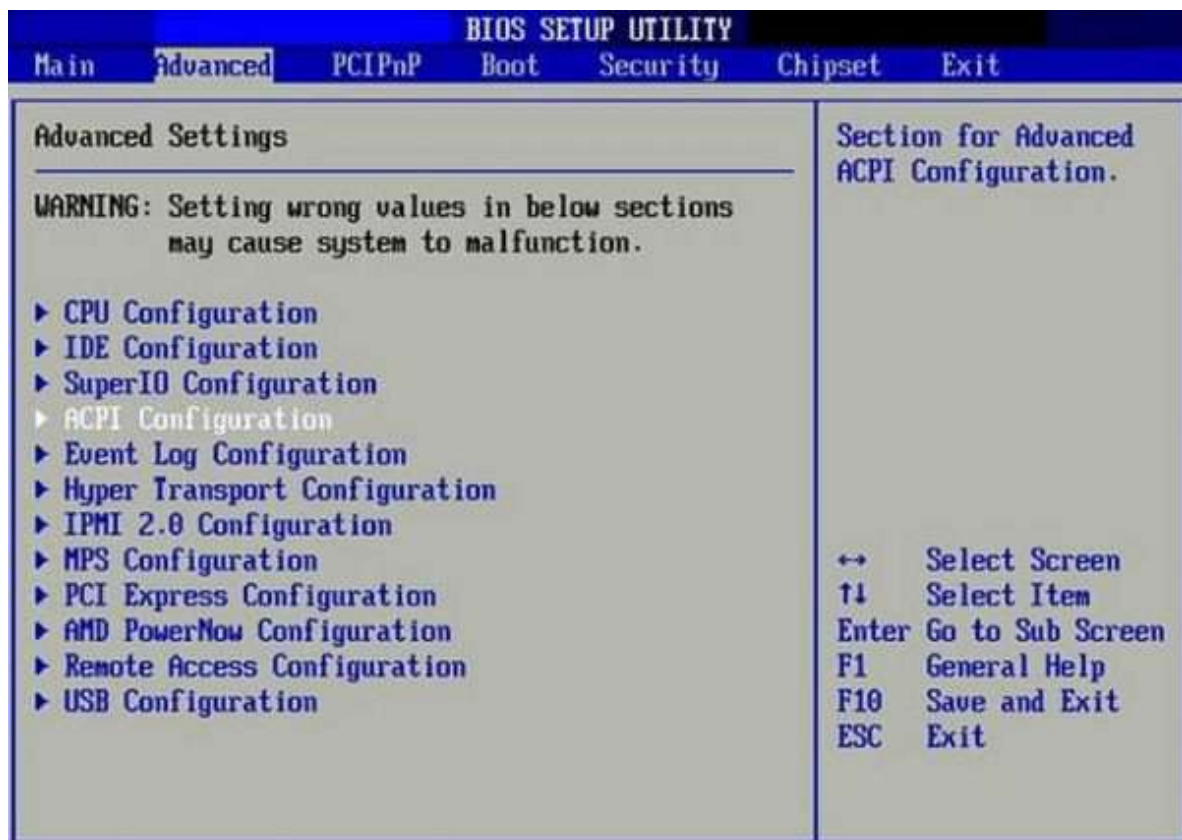 BIOS SETUP UTILITY
Main Advanced PCIPnP Boot Security Chipset Exit
Advanced Settings
WARNING: Setting wrong values in below sections
may cause system to malfunction.
▶ CPU Configuration
▶ IDE Configuration
▶ SuperIO Configuration
▶ ACPI Configuration
▶ Event Log Configuration
▶ Hyper Transport Configuration
▶ IPMI 2.0 Configuration
▶ MPS Configuration
▶ PCI Express Configuration
▶ AMD PowerNow Configuration
▶ Remote Access Configuration
▶ USB Configuration
Section for Advanced
ACPI Configuration.
↔ Select Screen
↑↓ Select Item
Enter Go to Sub Screen
F1 General Help
F10 Save and Exit
ESC Exit